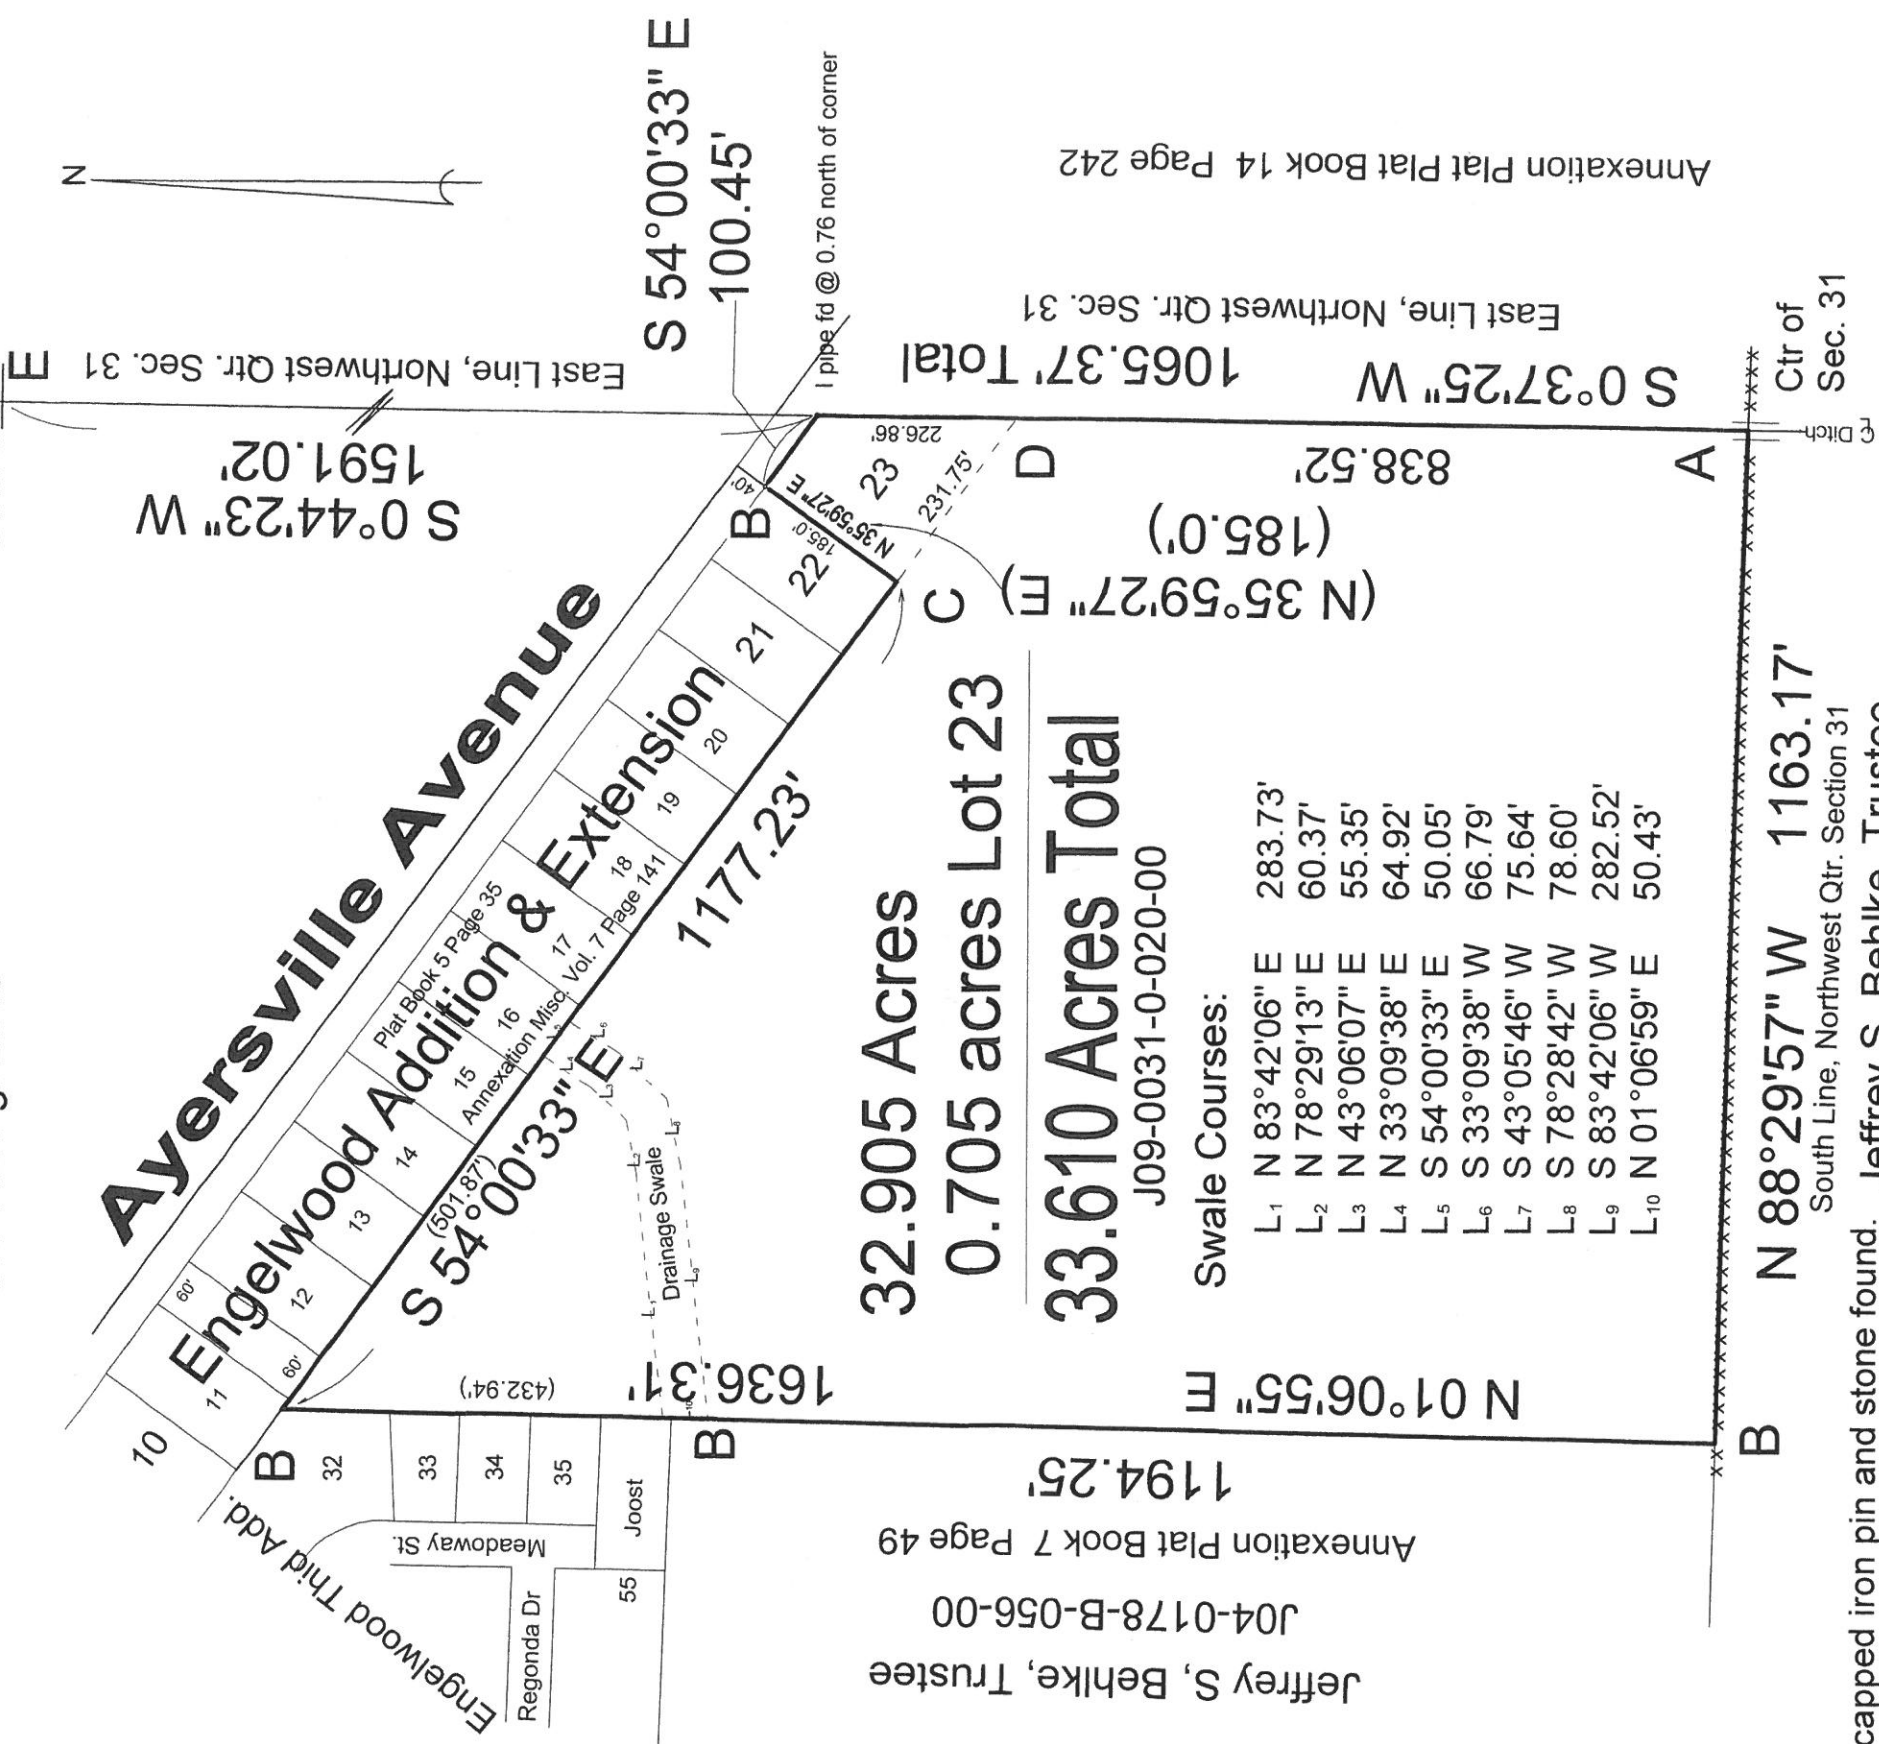 N
S 54°00'33" E
100.45'
I pipe fd @ 0.76 north of corner
E
East Line, Northwest Qtr. Sec. 31
S 0°44'23" W
1591.02'
Ayersville Avenue
Engelwood Addition & Extension
Plat Book 5 Page 35
Annexation Misc. Vol. 7 Page 141
10
11
12
13
14
15
16
17
18
19
20
21
22
23
60'
60'
40'
B
N 35°59'27" E
185.0'
226.86'
231.75'
C
D
(N 35°59'27" E)
(185.0')
838.52'
A
1065.37' Total
S 0°37'25" W
East Line, Northwest Qtr. Sec. 31
Annexation Plat Plat Book 14 Page 242
Ctr of
Sec. 31
℄ Ditch
S 54°00'33" E
(501.87')
1177.23'
B
32
33
34
35
Joost
55
Meadoway St.
Regonda Dr
Engelwood Thid Add.
(432.94')
1636.31'
N 01°06'55" E
B
1194.25'
Annexation Plat Book 7 Page 49
J04-0178-B-056-00
Jeffrey S, Behlke, Trustee
Drainage Swale
L2
L3
L4
L6
L7
L8
L9
L10
32.905 Acres
0.705 acres Lot 23
33.610 Acres Total
J09-0031-0-020-00
Swale Courses:
L1 N 83°42'06" E 283.73'
L2 N 78°29'13" E 60.37'
L3 N 43°06'07" E 55.35'
L4 N 33°09'38" E 64.92'
L5 S 54°00'33" E 50.05'
L6 S 33°09'38" W 66.79'
L7 S 43°05'46" W 75.64'
L8 S 78°28'42" W 78.60'
L9 S 83°42'06" W 282.52'
L10 N 01°06'59" E 50.43'
B
N 88°29'57" W 1163.17'
South Line, Northwest Qtr. Section 31
capped iron pin and stone found. Jeffrey S. Behlke, Trustee